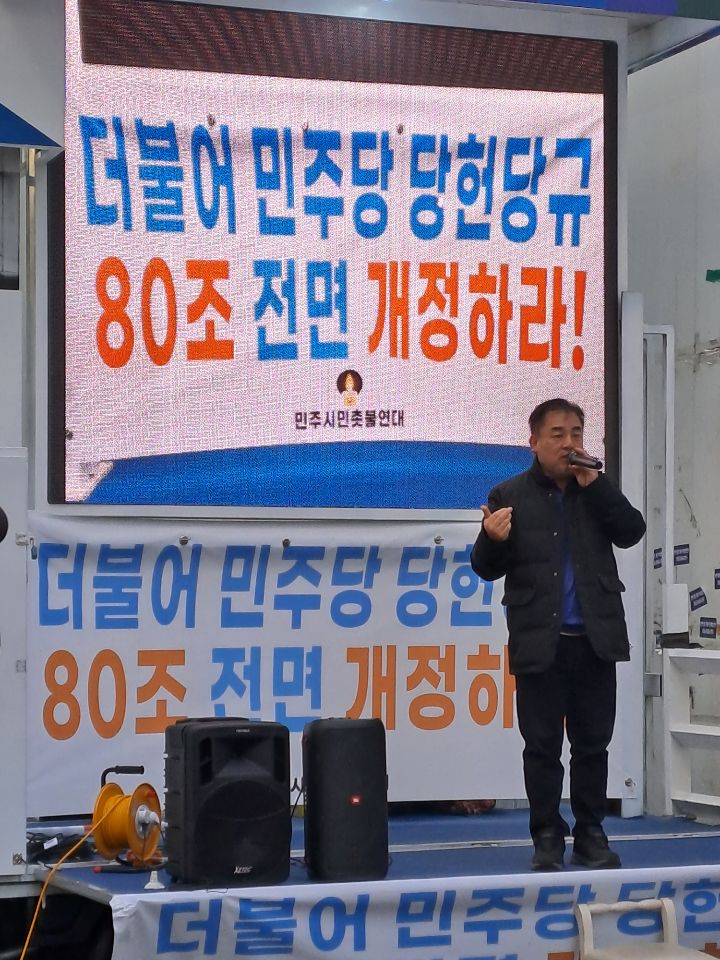 더불어 민주당 당헌당규
80조 전면 개정하라!
민주시민촛불연대
더불어 민주당 당헌
80조 전면 개정하
JBL
더불어 민주당 당헌